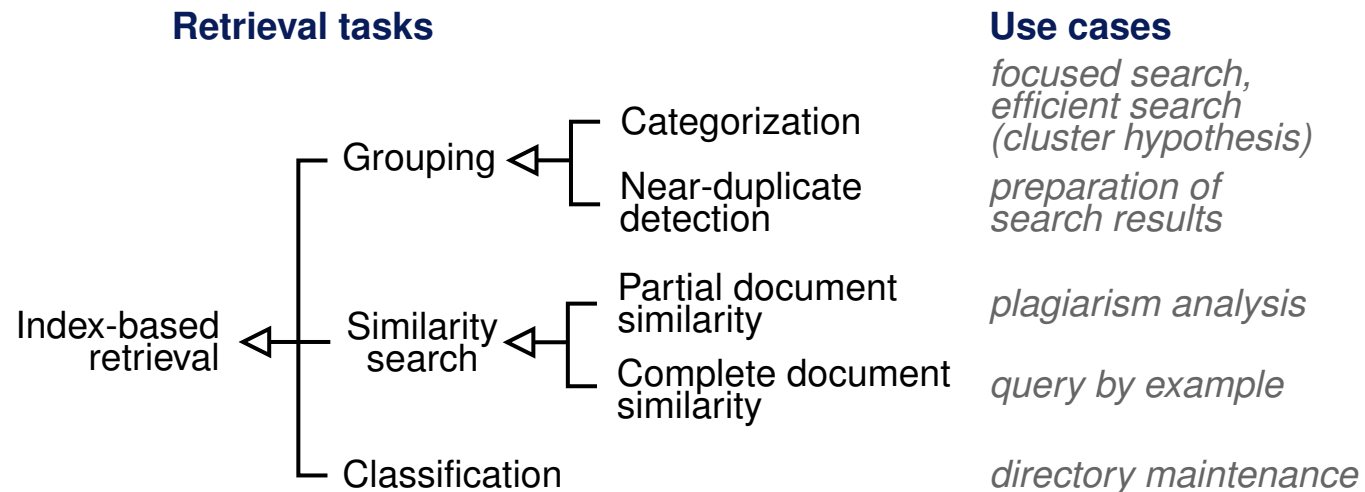 Retrieval tasks
Use cases
focused search,
efficient search
(cluster hypothesis)
Categorization
Grouping
Near-duplicate
detection
preparation of
search results
Partial document
similarity
plagiarism analysis
Index-based
retrieval
Similarity
search
Complete document
similarity
query by example
Classification
directory maintenance